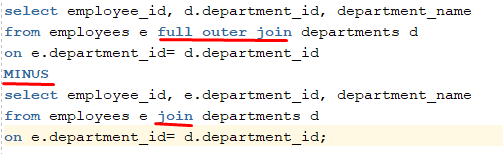 select employee_id, d.department_id, department_name
from employees e full outer join departments d
on e.department_id= d.department_id
MINUS
select employee_id, e.department_id, department_name
from employees e join departments d
on e.department_id= d.department_id;